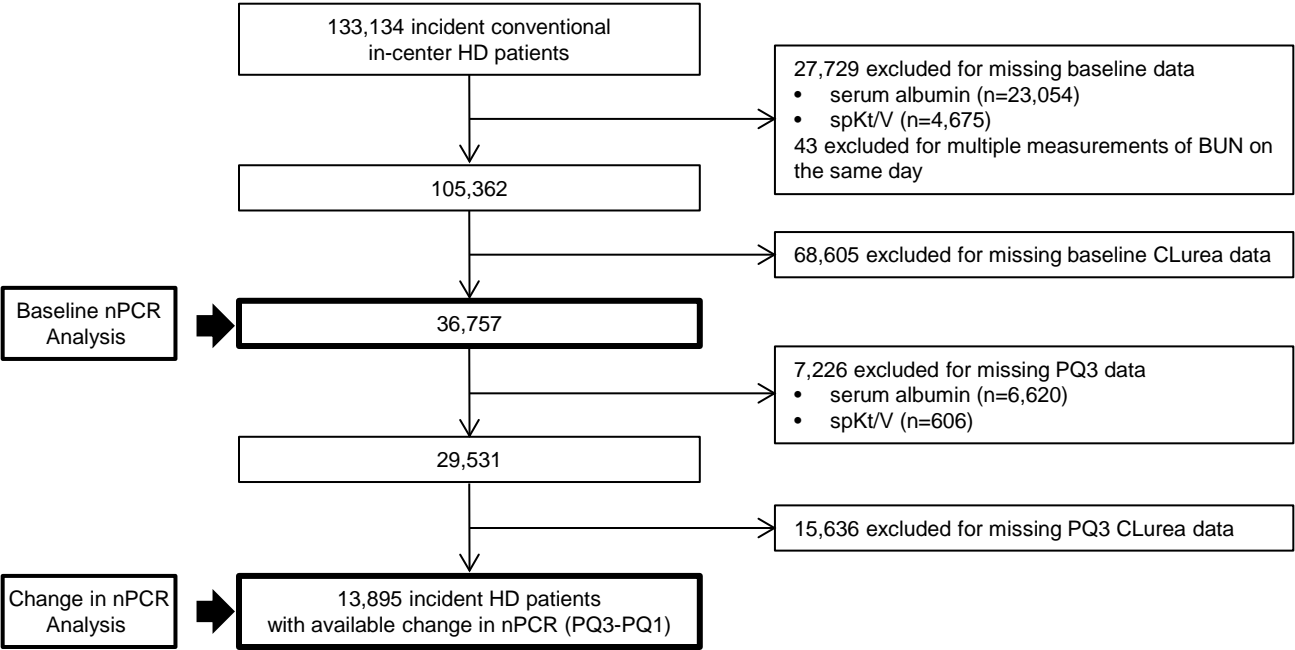 133,134 incident conventional
in-center HD patients
27,729 excluded for missing baseline data
• serum albumin (n=23,054)
• spKt/V (n=4,675)
43 excluded for multiple measurements of BUN on
the same day
105,362
68,605 excluded for missing baseline CLurea data
Baseline nPCR
Analysis
36,757
7,226 excluded for missing PQ3 data
• serum albumin (n=6,620)
• spKt/V (n=606)
29,531
15,636 excluded for missing PQ3 CLurea data
Change in nPCR
Analysis
13,895 incident HD patients
with available change in nPCR (PQ3-PQ1)